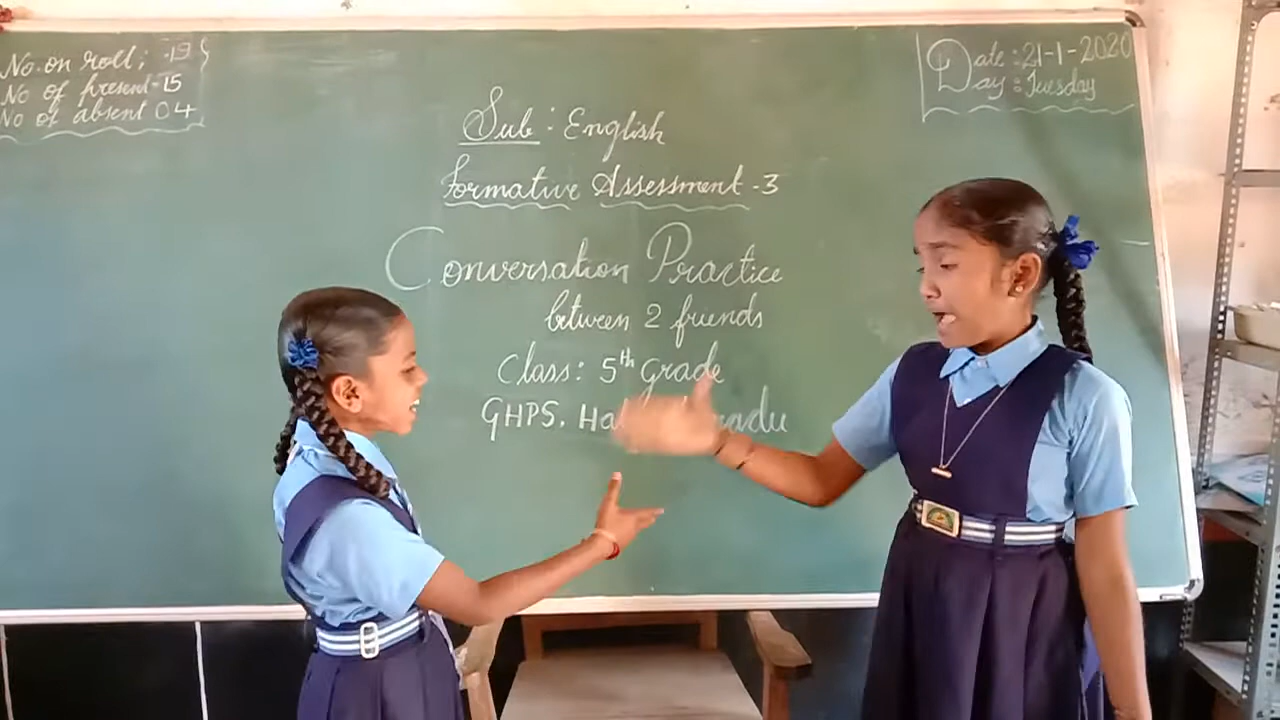 No. on roll: -19
No of present-15
No of absent 04
Date : 21-1-2020
Day : Tuesday
Sub : English
Formative Assessment -3
Conversation Practice
between 2 friends
Class: 5th Grade
GHPS.